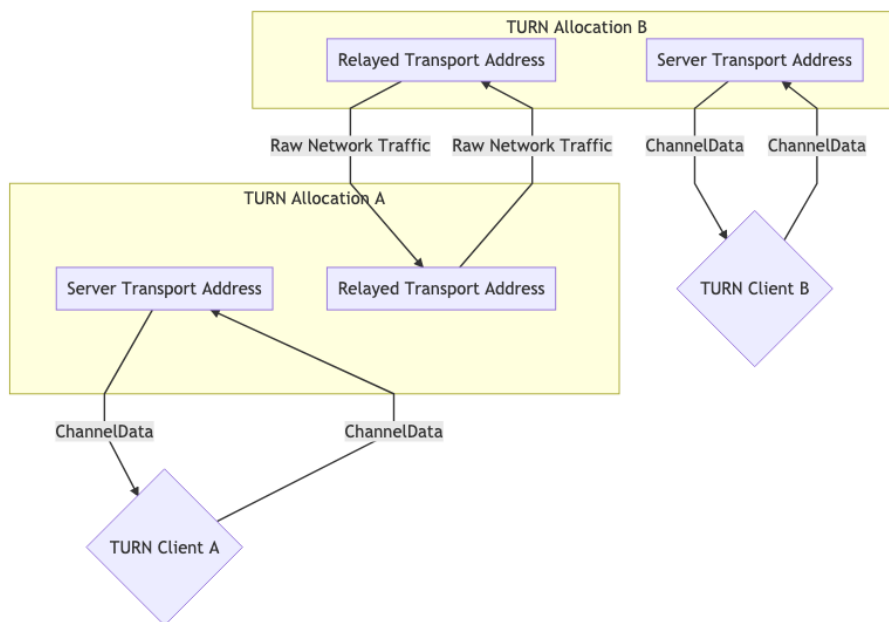 TURN Allocation B
Relayed Transport Address
Server Transport Address
Raw Network Traffic
Raw Network Traffic
ChannelData
ChannelData
TURN Allocation A
Server Transport Address
Relayed Transport Address
TURN Client B
ChannelData
ChannelData
TURN Client A